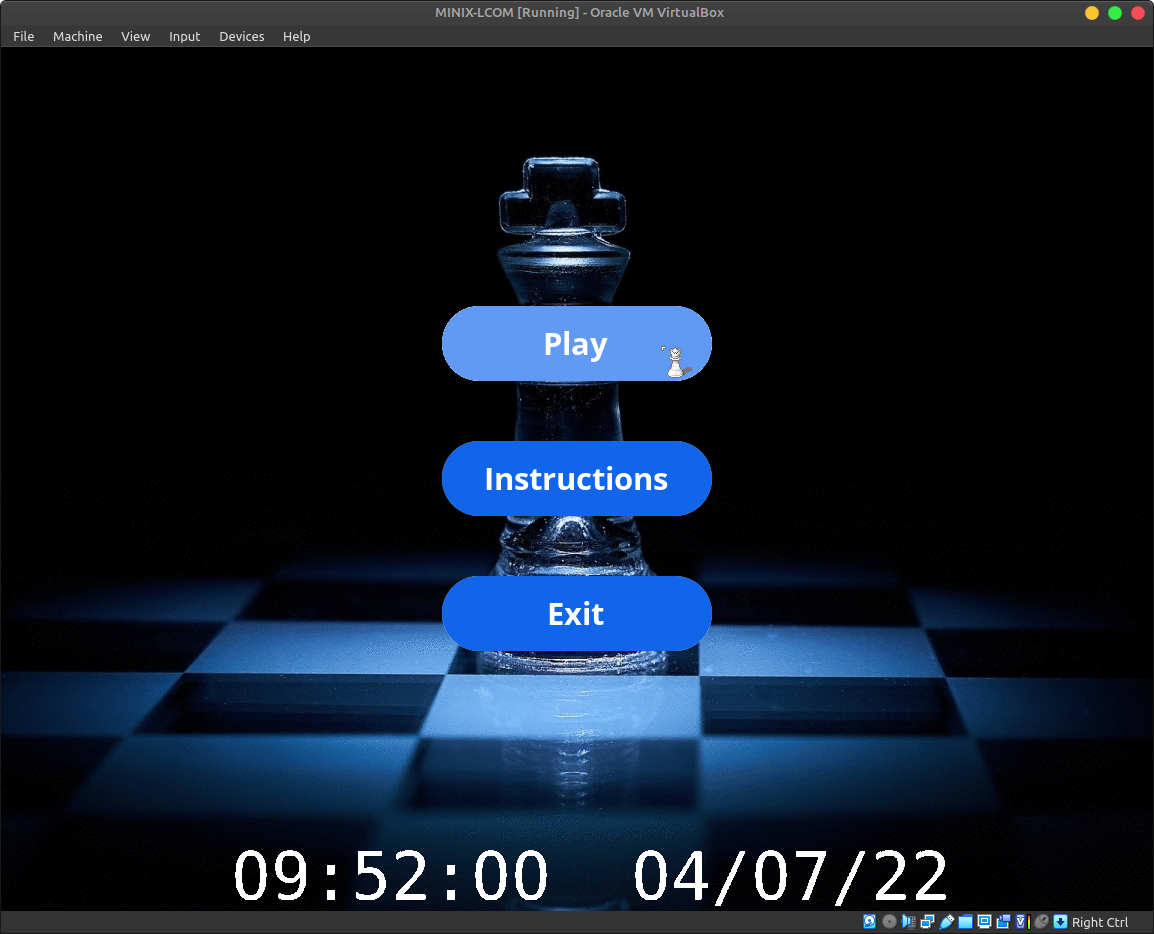 MINIX-LCOM [Running] - Oracle VM VirtualBox
File Machine View Input Devices Help
Play
Instructions
Exit
09:52:00 04/07/22
Right Ctrl